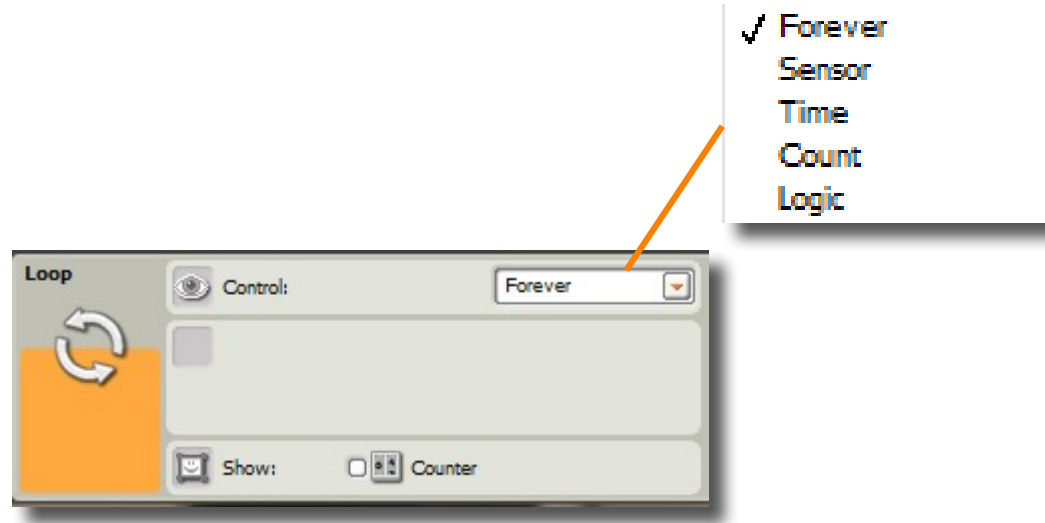 Forever
Sensor
Time
Count
Logic
Loop
Control:
Forever
Show:
Counter